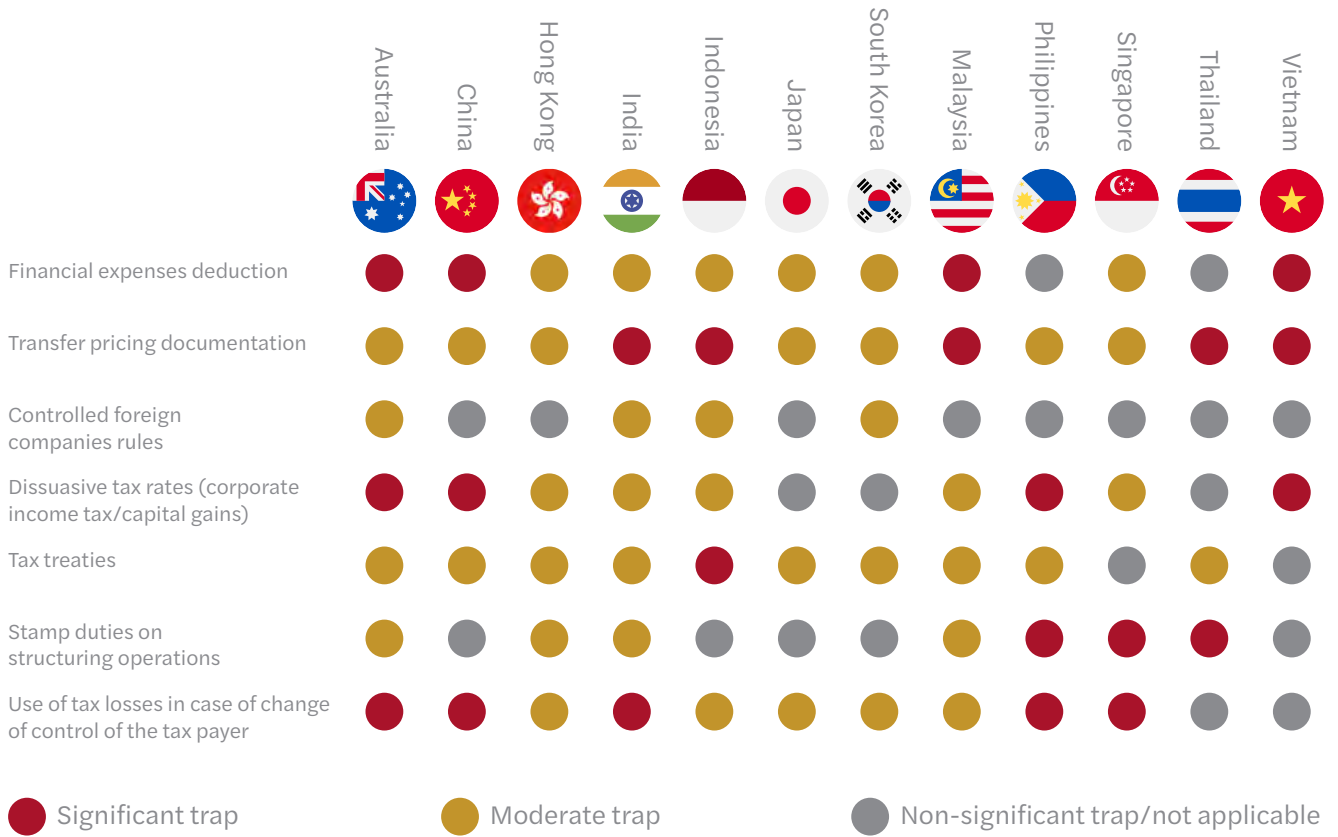 Australia
China
Hong Kong
India
Indonesia
Japan
South Korea
Malaysia
Philippines
Singapore
Thailand
Vietnam
Financial expenses deduction
Transfer pricing documentation
Controlled foreign
companies rules
Dissuasive tax rates (corporate
income tax/capital gains)
Tax treaties
Stamp duties on
structuring operations
Use of tax losses in case of change
of control of the tax payer
Significant trap
Moderate trap
Non-significant trap/not applicable